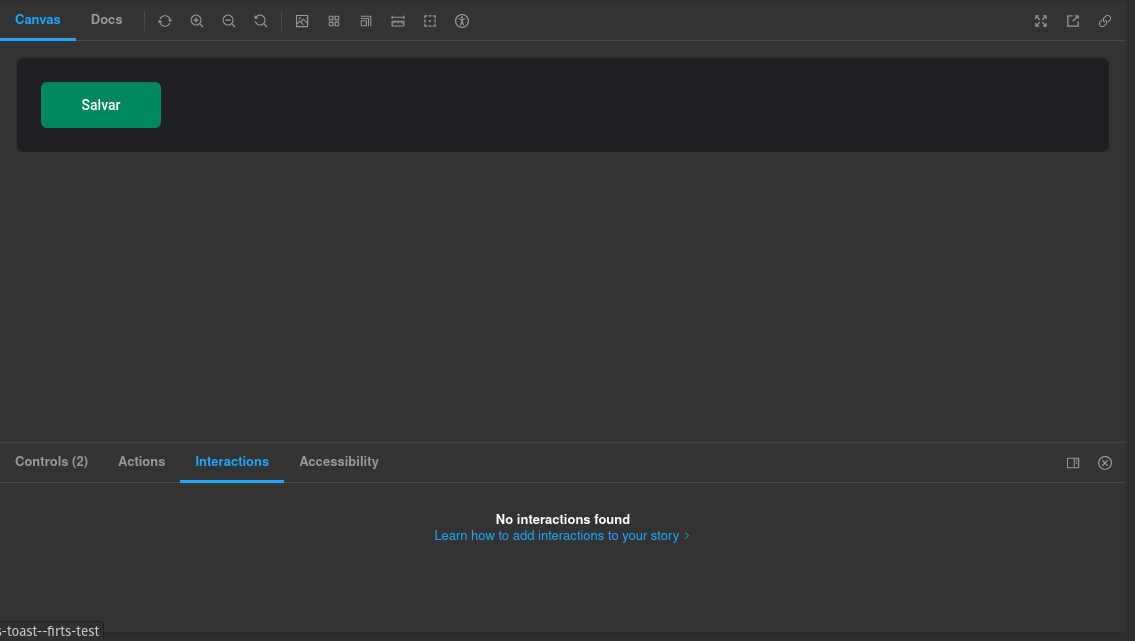 Canvas Docs
Salvar
Controls (2) Actions Interactions Accessibility
No interactions found
Learn how to add interactions to your story
s-toast--firts-test